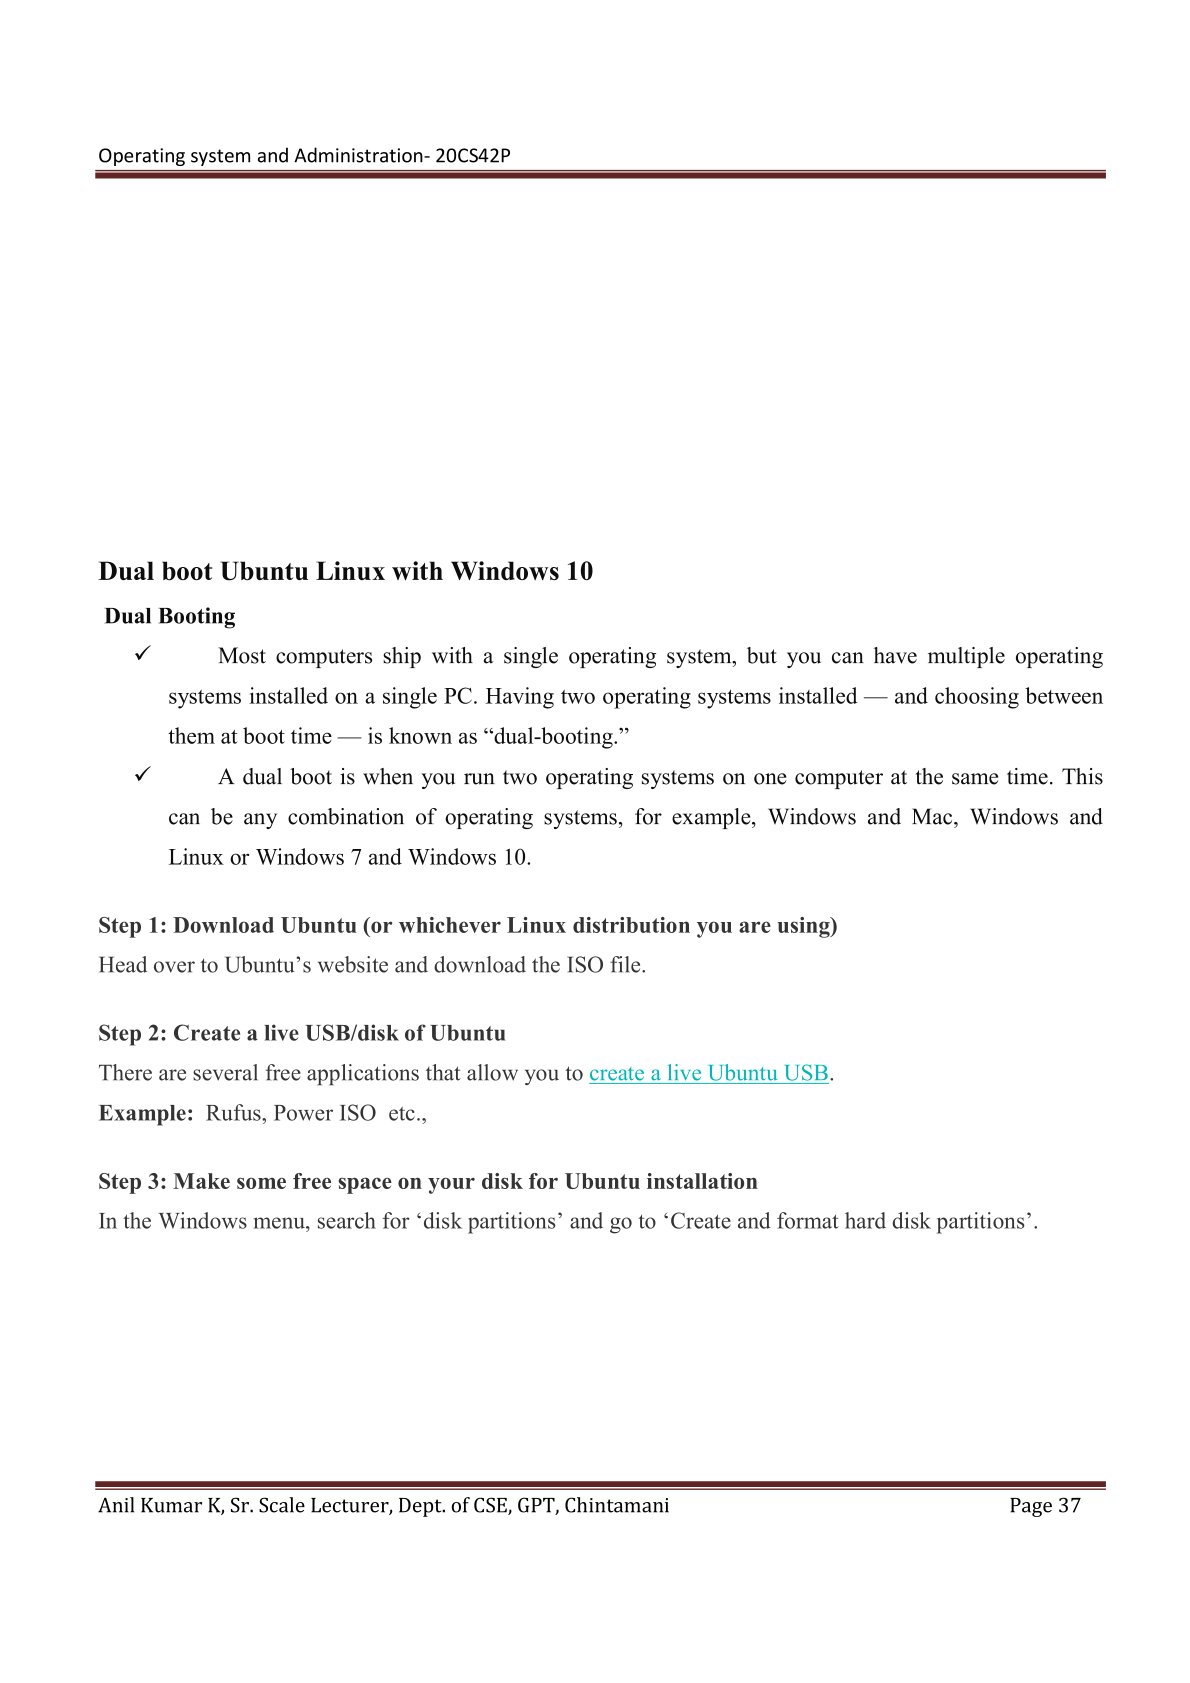 Operating system and Administration- 20CS42P
Dual boot Ubuntu Linux with Windows 10
Dual Booting
✓ Most computers ship with a single operating system, but you can have multiple operating
systems installed on a single PC. Having two operating systems installed — and choosing between
them at boot time — is known as “dual-booting.”
✓ A dual boot is when you run two operating systems on one computer at the same time. This
can be any combination of operating systems, for example, Windows and Mac, Windows and
Linux or Windows 7 and Windows 10.
Step 1: Download Ubuntu (or whichever Linux distribution you are using)
Head over to Ubuntu’s website and download the ISO file.
Step 2: Create a live USB/disk of Ubuntu
There are several free applications that allow you to create a live Ubuntu USB.
Example: Rufus, Power ISO etc.,
Step 3: Make some free space on your disk for Ubuntu installation
In the Windows menu, search for ‘disk partitions’ and go to ‘Create and format hard disk partitions’.
Anil Kumar K, Sr. Scale Lecturer, Dept. of CSE, GPT, Chintamani Page 37